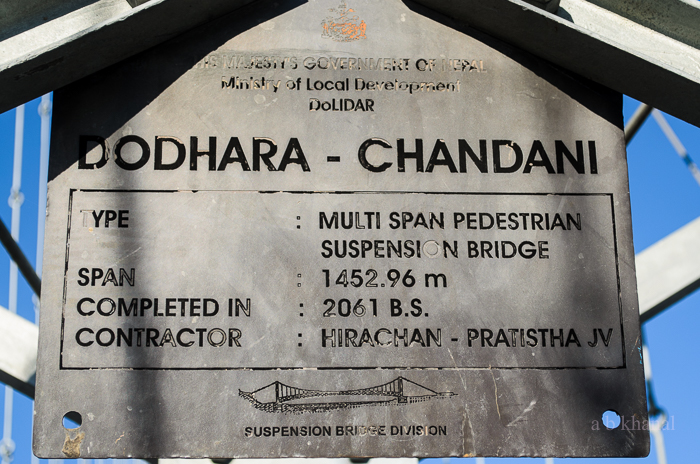 HIS MAJESTY'S GOVERNMENT OF NEPAL
Ministry of Local Development
DoLIDAR
DODHARA - CHANDANI
TYPE : MULTI SPAN PEDESTRIAN
SUSPENSION BRIDGE
SPAN : 1452.96 m
COMPLETED IN : 2061 B.S.
CONTRACTOR : HIRACHAN - PRATISTHA JV
SUSPENSION BRIDGE DIVISION